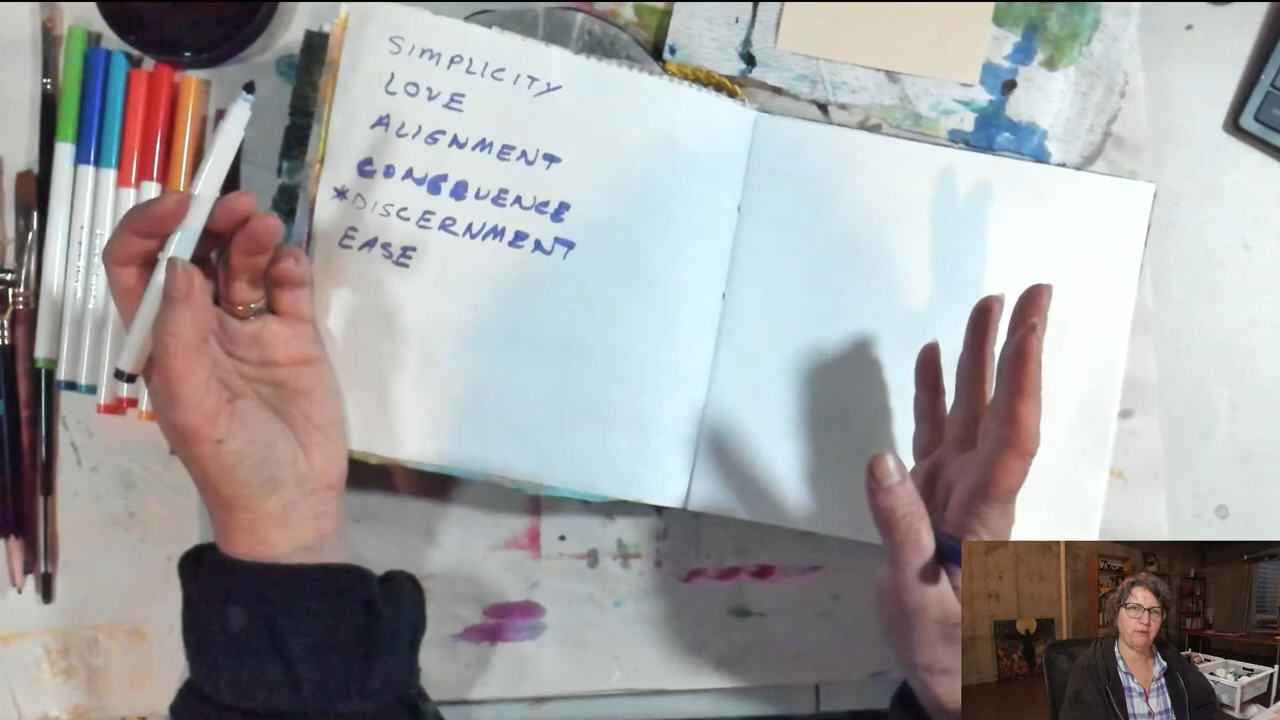 SIMPLICITY
LOVE
ALIGNMENT
CONGRUENCE
*DISCERNMENT
EASE